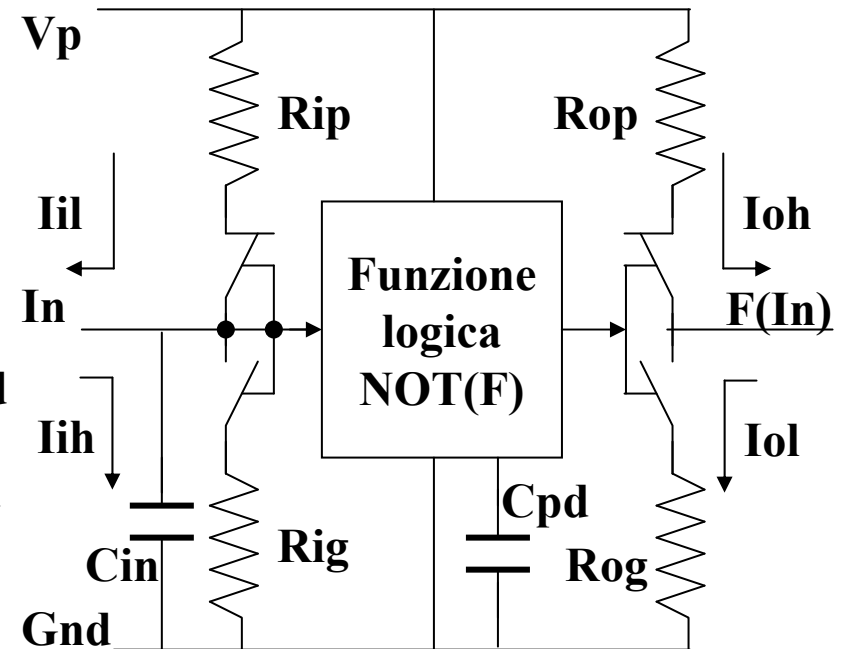 Vp
Rip
Rop
Iil
Ioh
In
Funzione
logica
NOT(F)
F(In)
Iih
Iol
Cin
Rig
Cpd
Rog
Gnd